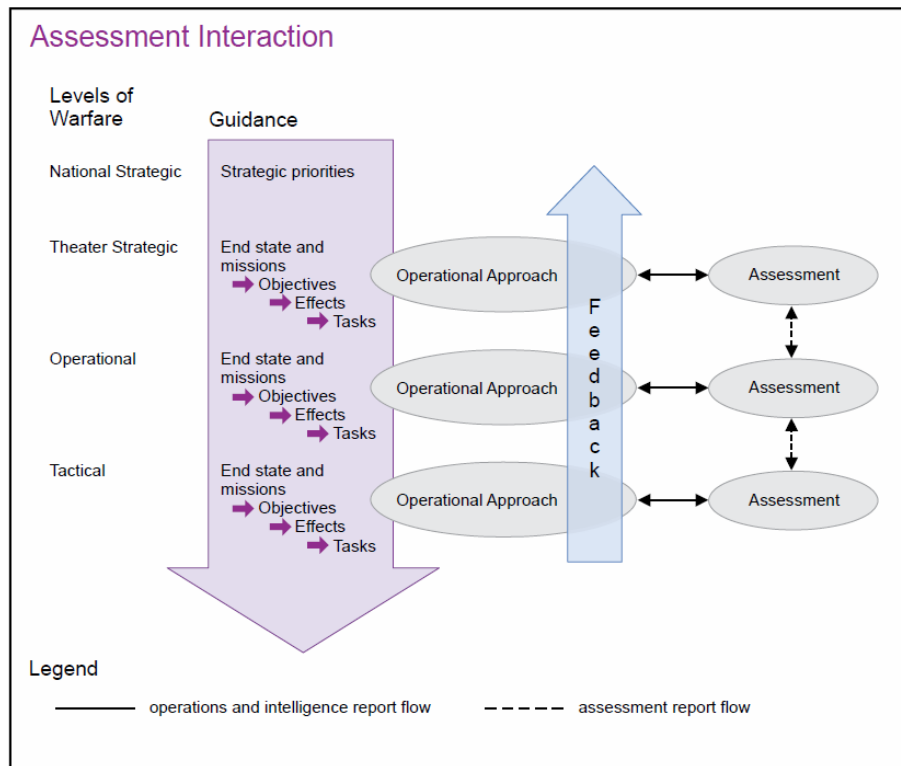 Assessment Interaction
Levels of
Warfare
Guidance
National Strategic
Strategic priorities
Theater Strategic
End state and
missions
Objectives
Effects
Tasks
Operational Approach
Assessment
Operational
End state and
missions
Objectives
Effects
Tasks
Operational Approach
Assessment
Tactical
End state and
missions
Objectives
Effects
Tasks
Operational Approach
Assessment
Feedback
Legend
operations and intelligence report flow
assessment report flow